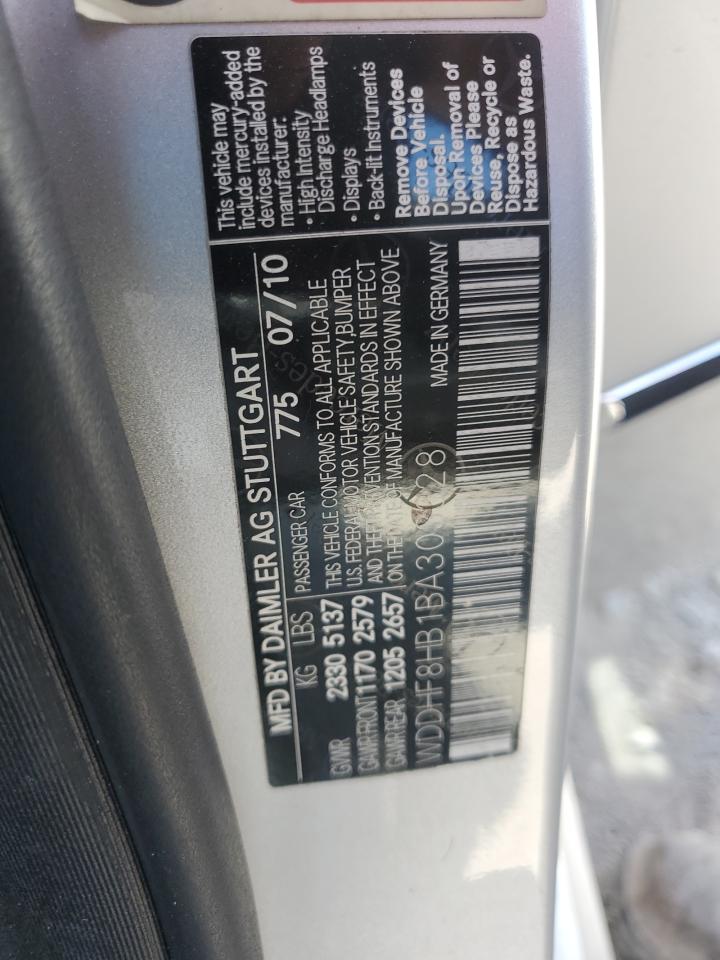 MFD BY DAIMLER AG STUTTGART
KG LBS PASSENGER CAR 775 07/10
GVWR 2330 5137 THIS VEHICLE CONFORMS TO ALL APPLICABLE
GAWR FRONT 1170 2579 U.S. FEDERAL MOTOR VEHICLE SAFETY, BUMPER
GAWR REAR 1205 2657 AND THEFT PREVENTION STANDARDS IN EFFECT
ON THE DATE OF MANUFACTURE SHOWN ABOVE
MADE IN GERMANY
This vehicle may
include mercury-added
devices installed by the
manufacturer:
• High Intensity
Discharge Headlamps
• Displays
• Back-lit Instruments
Remove Devices
Before Vehicle
Disposal.
Upon Removal of
Devices Please
Reuse, Recycle or
Dispose as
Hazardous Waste.